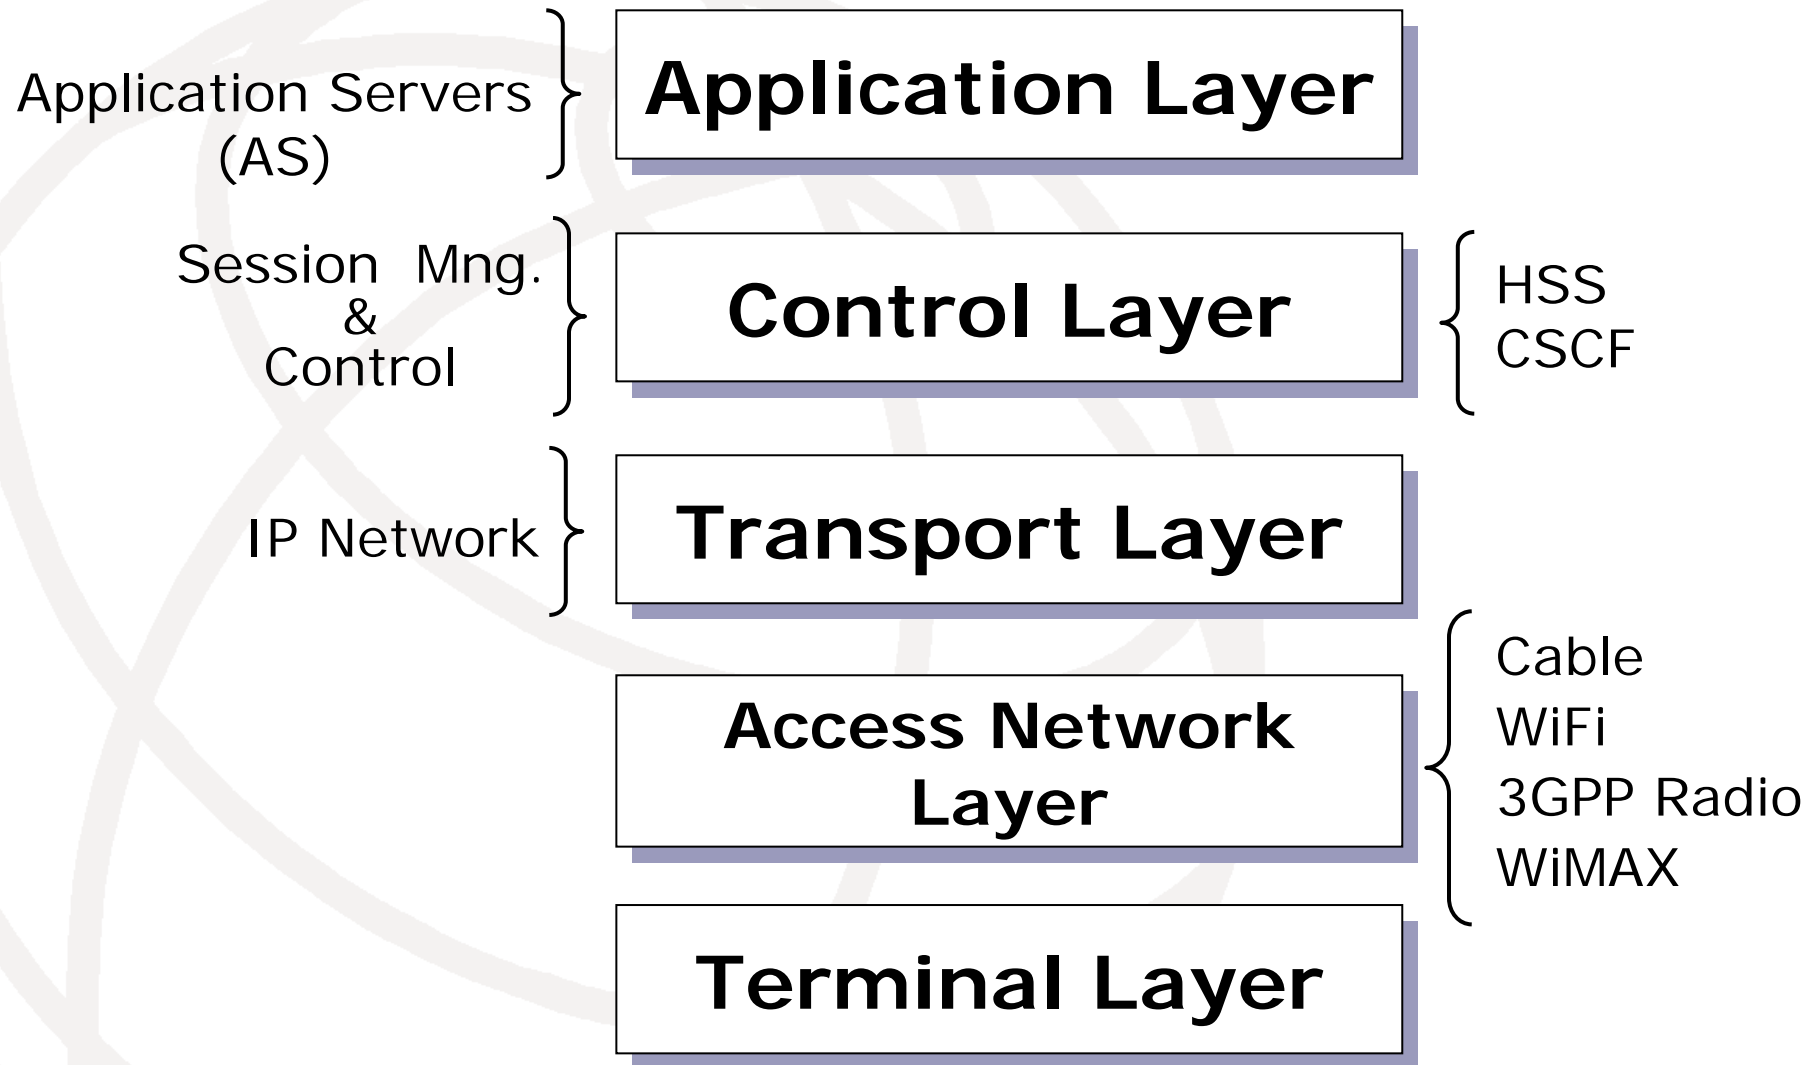 Application Servers
(AS)
Application Layer
Session Mng.
&
Control
Control Layer
HSS
CSCF
IP Network
Transport Layer
Access Network
Layer
Cable
WiFi
3GPP Radio
WiMAX
Terminal Layer